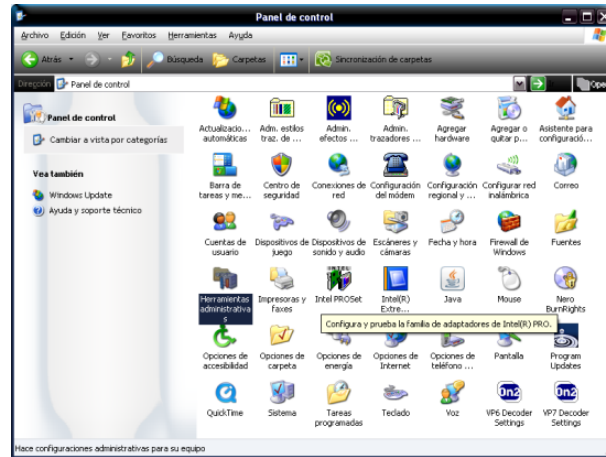 Panel de control
Archivo Edición Ver Favoritos Herramientas Ayuda
Atrás Búsqueda Carpetas Sincronización de carpetas
Dirección Panel de control
Panel de control
Cambiar a vista por categorías
Vea también
Windows Update
Ayuda y soporte técnico
Actualizacio... automáticas
Adm. estilos traz. de ...
Admin. efectos ...
Admin. trazadores ...
Agregar hardware
Agregar o quitar p...
Asistente para configuració...
Barra de tareas y me...
Centro de seguridad
Conexiones de red
Configuración del módem
Configuración regional y ...
Configurar red inalámbrica
Correo
Cuentas de usuario
Dispositivos de juego
Dispositivos de sonido y audio
Escáneres y cámaras
Fecha y hora
Firewall de Windows
Fuentes
Herramientas administrativa s
Impresoras y faxes
Intel PROSet
Intel(R) Extre...
Java
Mouse
Nero BurnRights
Configura y prueba la familia de adaptadores de Intel(R) PRO.
Opciones de accesibilidad
Opciones de carpeta
Opciones de energía
Opciones de Internet
Opciones de teléfono ...
Pantalla
Program Updates
QuickTime
Sistema
Tareas programadas
Teclado
Voz
VP6 Decoder Settings
VP7 Decoder Settings
Hace configuraciones administrativas para su equipo